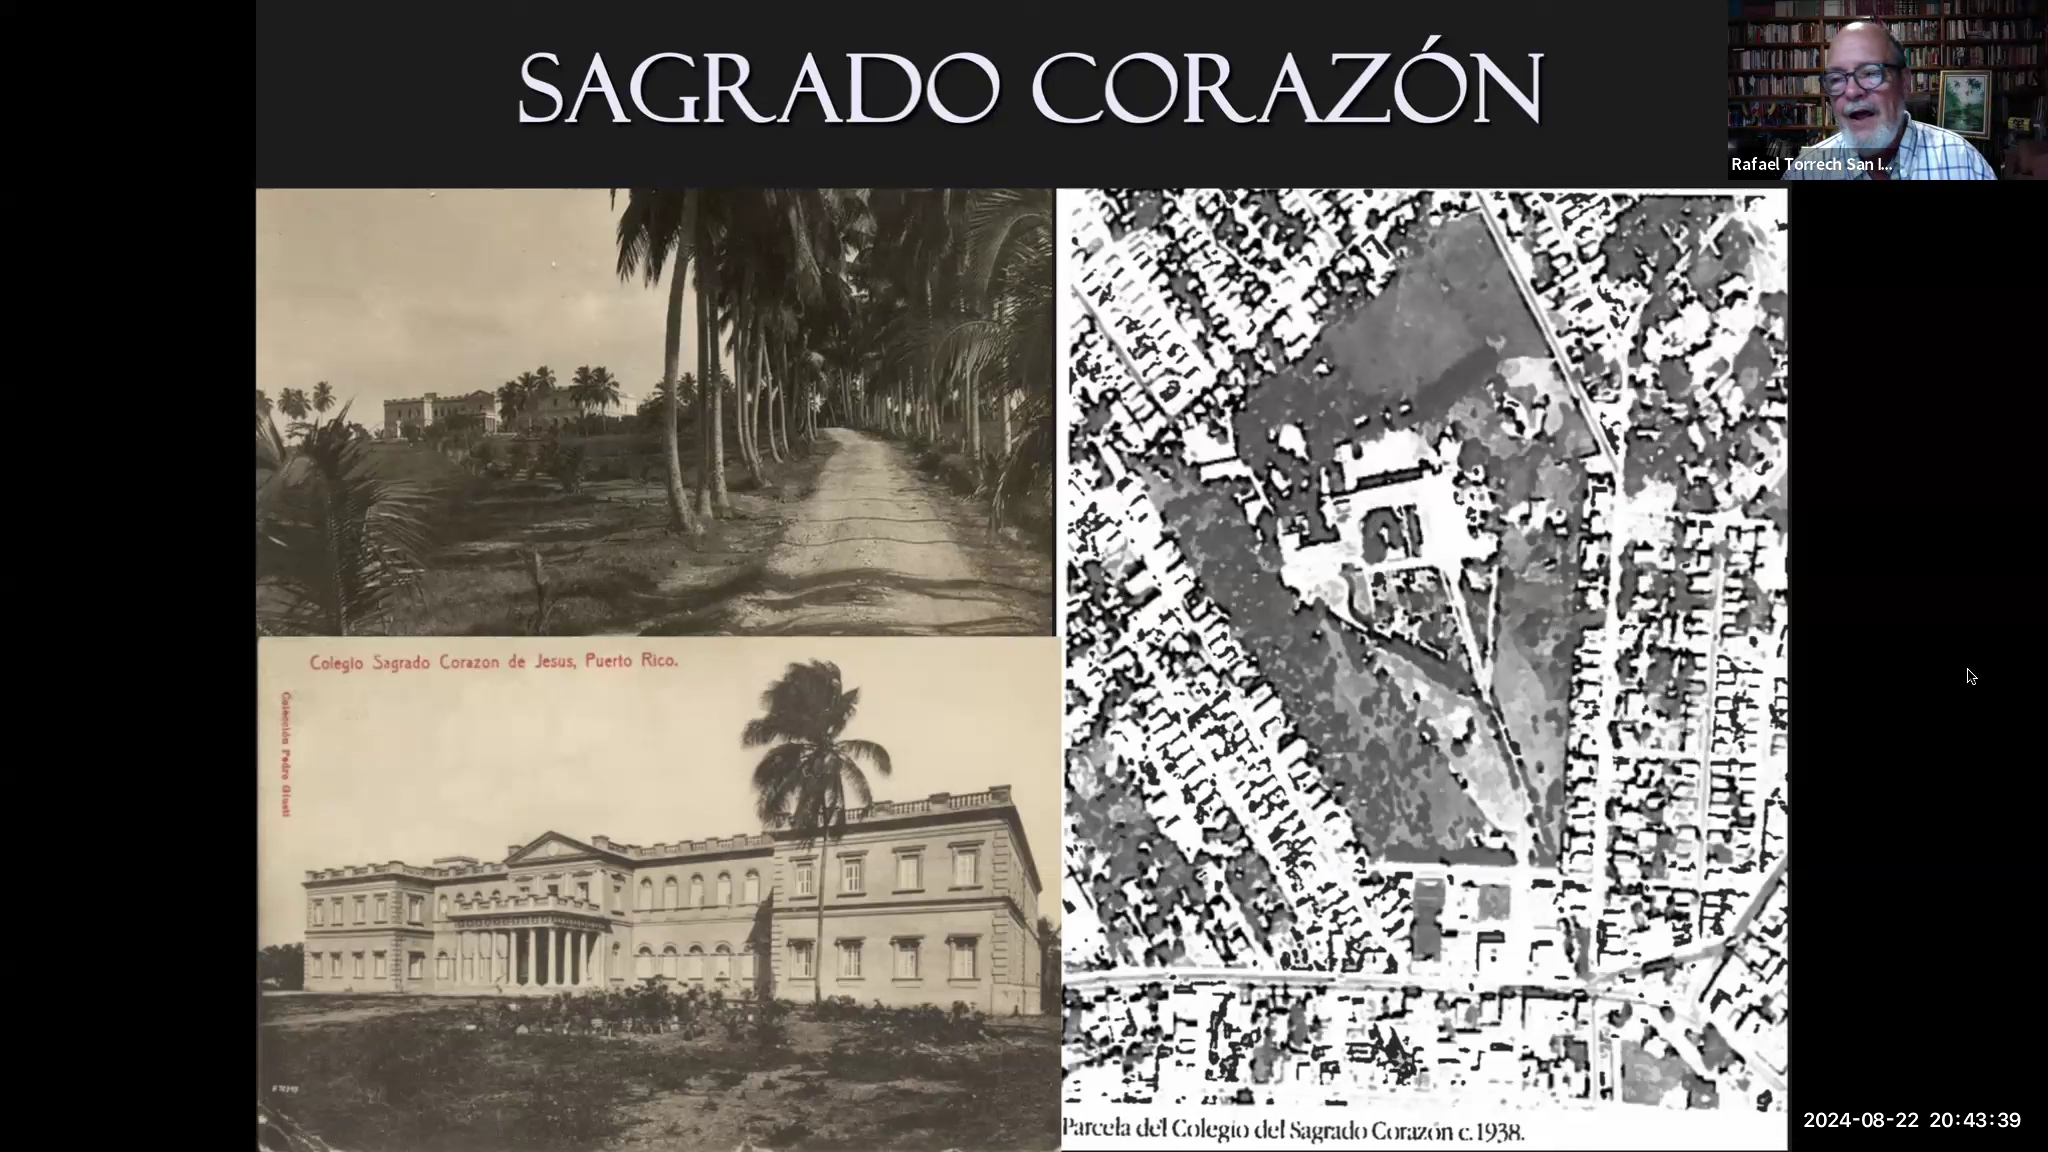 SAGRADO CORAZÓN
Rafael Torrech San I...
Colegio Sagrado Corazon de Jesus, Puerto Rico.
Colección Pedro Giusti
Parcela del Colegio del Sagrado Corazón c.1938.
2024-08-22 20:43:39